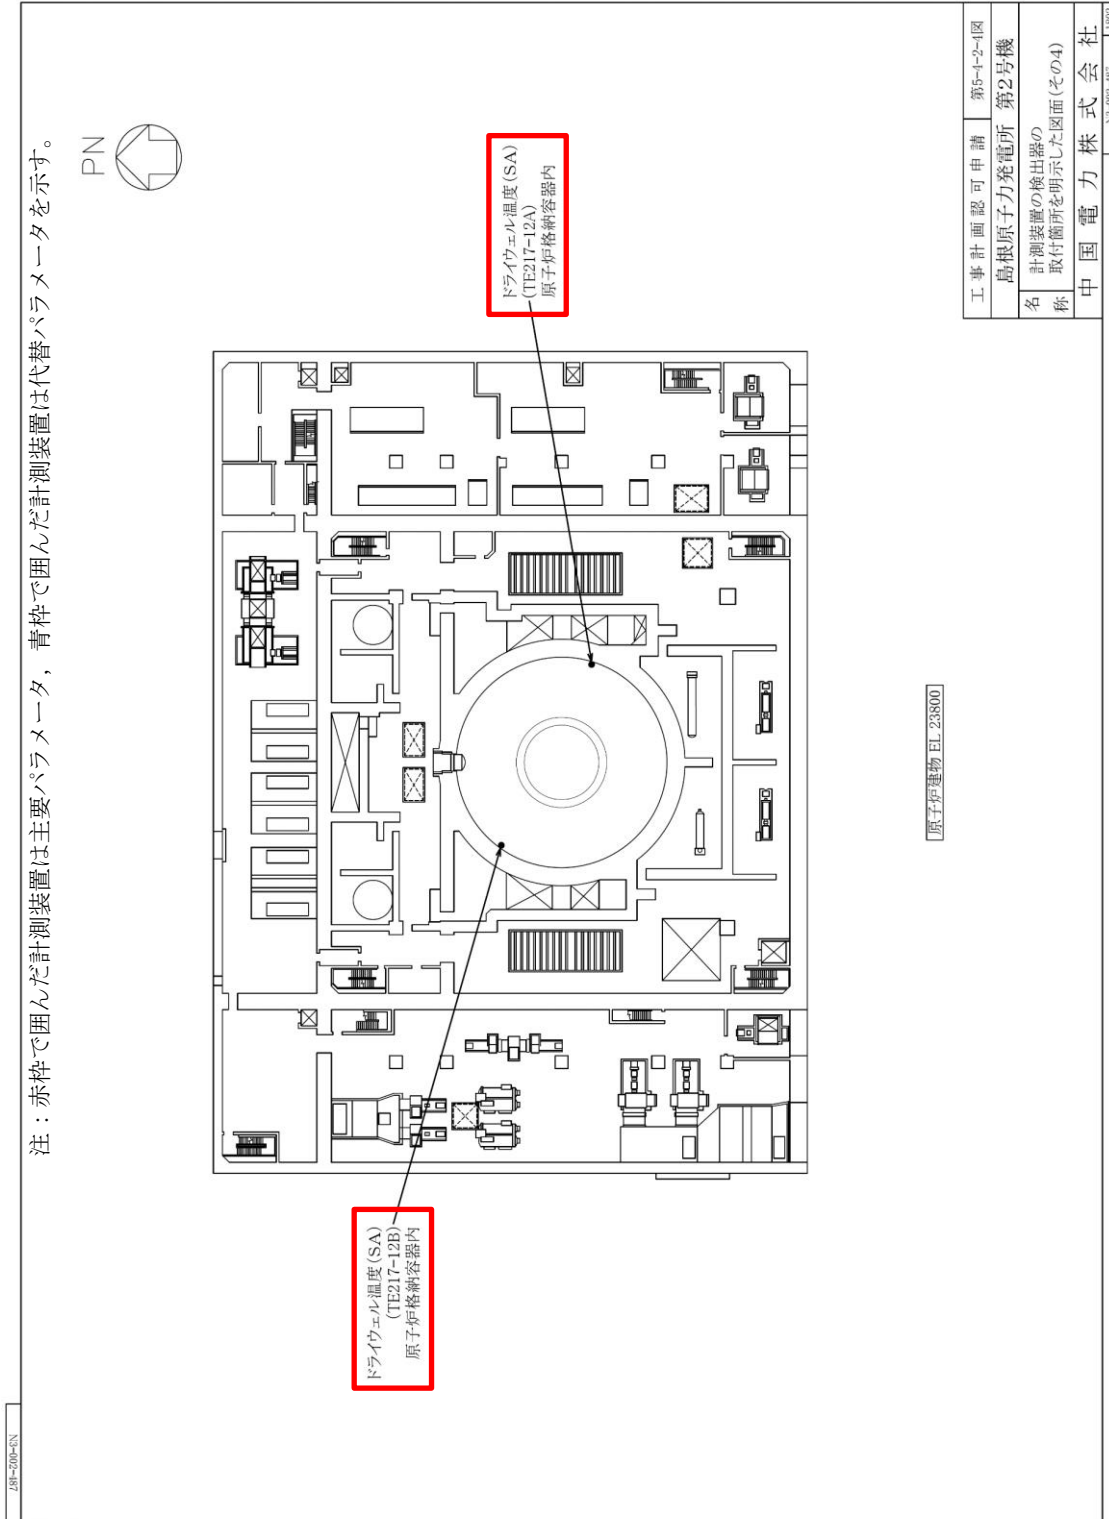 注：赤枠で囲んだ計測装置は主要パラメータ，青枠で囲んだ計測装置は代替パラメータを示す。
PN
ドライウェル温度(SA)
(TE217-12A)
原子炉格納容器内
ドライウェル温度(SA)
(TE217-12B)
原子炉格納容器内
原子炉建物 EL 23800
工事計画認可申請 第5-4-2-4図
島根原子力発電所 第2号機
名称
計測装置の検出器の
取付箇所を明示した図面(その4)
中国電力株式会社
N3-002-487